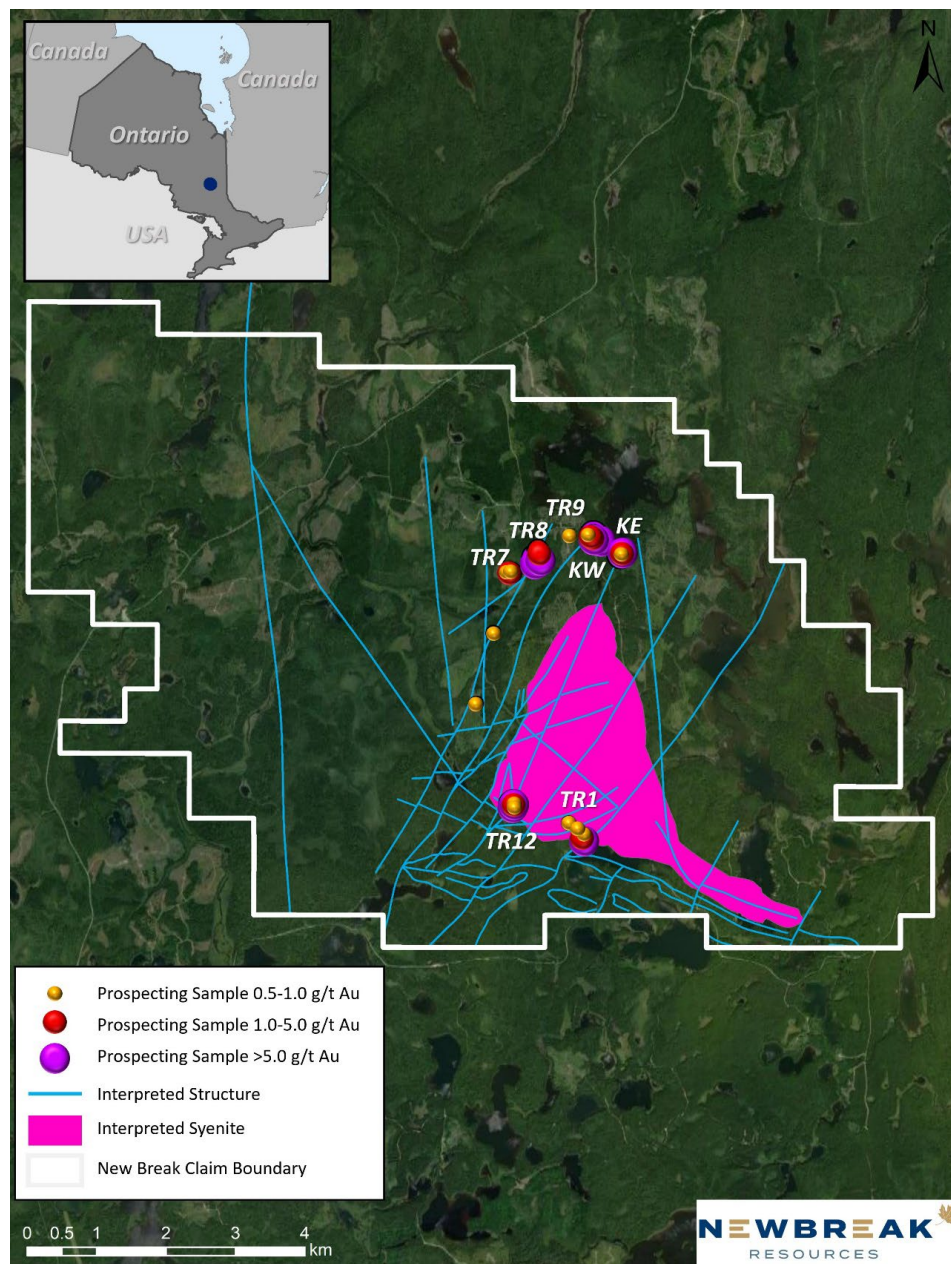 Canada
Canada
Ontario
USA
N
TR9
KE
TR8
TR7
KW
TR1
TR12
Prospecting Sample 0.5-1.0 g/t Au
Prospecting Sample 1.0-5.0 g/t Au
Prospecting Sample >5.0 g/t Au
Interpreted Structure
Interpreted Syenite
New Break Claim Boundary
0 0.5 1 2 3 4
km
NEWBREAK
RESOURCES